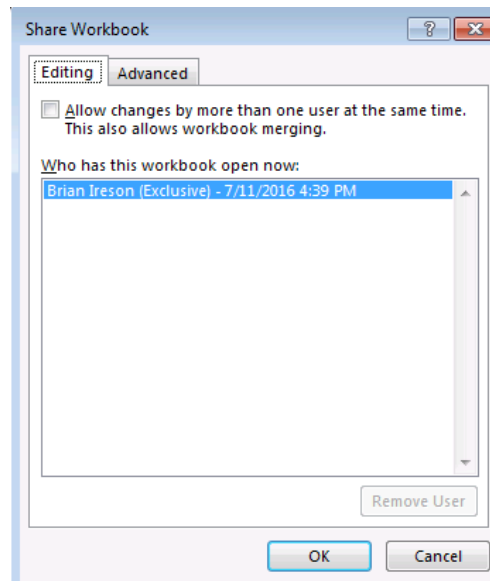 Share Workbook
?
Editing
Advanced
Allow changes by more than one user at the same time.
This also allows workbook merging.
Who has this workbook open now:
Brian Ireson (Exclusive) - 7/11/2016 4:39 PM
Remove User
OK
Cancel